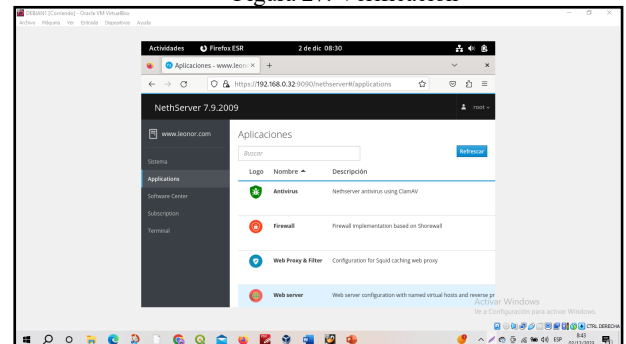 DEBIAN1 [Corriendo] - Oracle VM VirtualBox
Archivo Máquina Ver Entrada Dispositivos Ayuda
Actividades Firefox ESR 2 de dic 08:30
Aplicaciones - www.leono × +
https://192.168.0.32:9090/nethserver#/applications
NethServer 7.9.2009 root
www.leonor.com
Aplicaciones
Buscar
Refrescar
Sistema
Logo Nombre Descripción
Applications
Antivirus Nethserver antivirus using ClamAV
Software Center
Subscription
Firewall Firewall implementation based on Shorewall
Terminal
Web Proxy & Filter Configuration for Squid caching web proxy
Web server Web server configuration with named virtual hosts and reverse pr
Activar Windows
Ve a Configuración para activar Windows.
CTRL DERECHA
ESP 8:43
02/12/2023